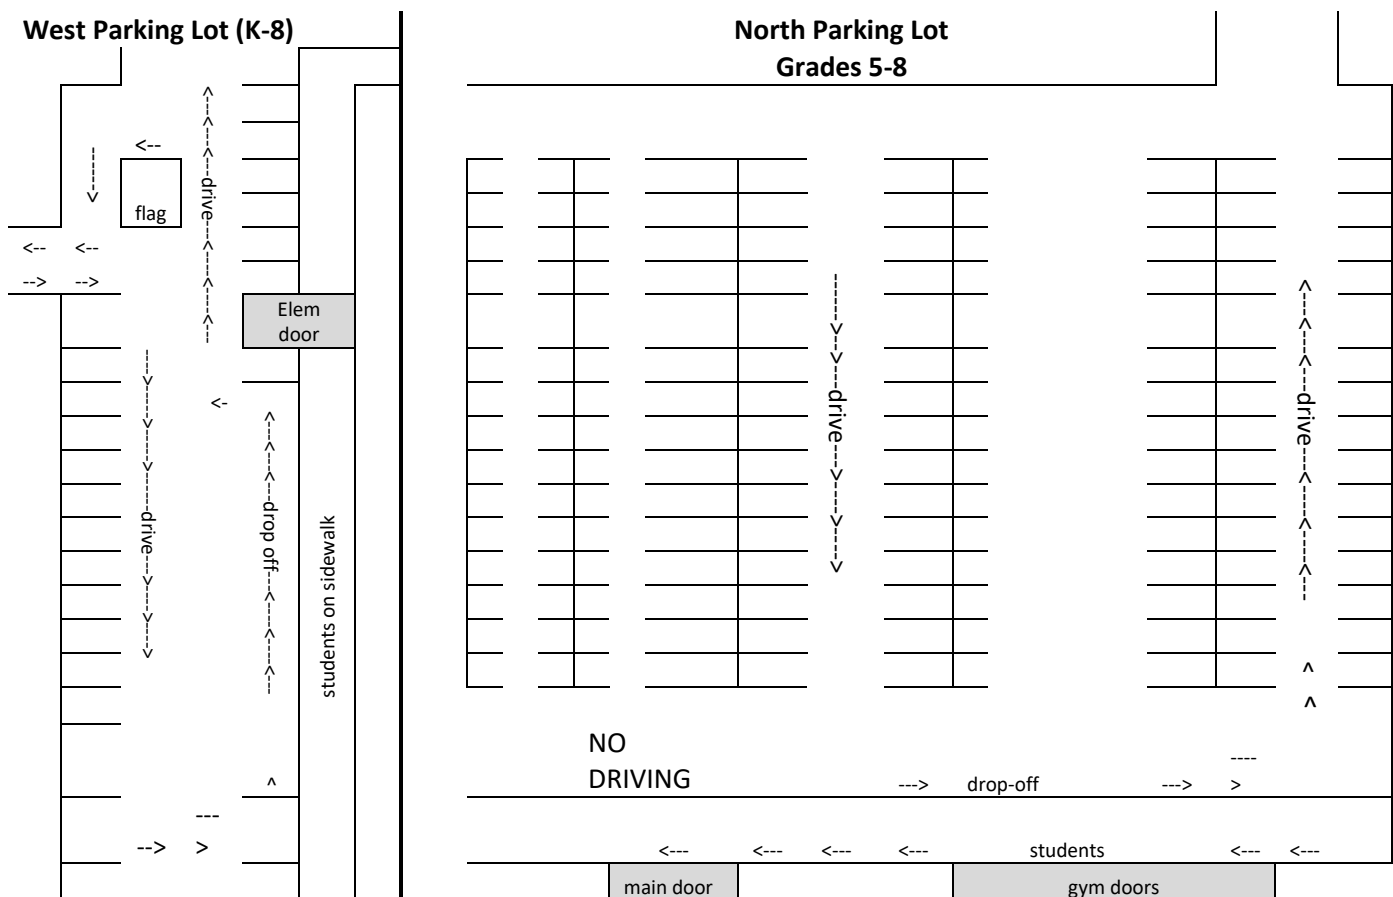 West Parking Lot (K-8)
North Parking Lot
Grades 5-8
<--
----->
flag
---->---->---drive---->---->---->
<-- <--
--> -->
Elem
door
----->---->---->---drive---->---->---->
<-
---->---->---->---drop off---->---->---->
students on sidewalk
----->---->---drive---->---->---->
---->---->---->---drive---->---->---->
^
^
NO
DRIVING
---> drop-off ---> ---->
^
--> --->
<--- <--- <--- <--- students <--- <---
main door
gym doors